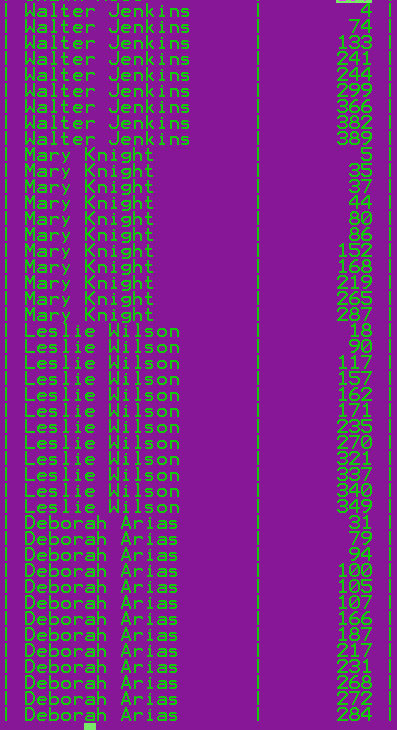 | Walter Jenkins | 4 |
| Walter Jenkins | 74 |
| Walter Jenkins | 133 |
| Walter Jenkins | 241 |
| Walter Jenkins | 244 |
| Walter Jenkins | 299 |
| Walter Jenkins | 366 |
| Walter Jenkins | 382 |
| Walter Jenkins | 389 |
| Mary Knight | 5 |
| Mary Knight | 35 |
| Mary Knight | 37 |
| Mary Knight | 44 |
| Mary Knight | 80 |
| Mary Knight | 86 |
| Mary Knight | 152 |
| Mary Knight | 168 |
| Mary Knight | 219 |
| Mary Knight | 265 |
| Mary Knight | 287 |
| Leslie Wilson | 18 |
| Leslie Wilson | 90 |
| Leslie Wilson | 117 |
| Leslie Wilson | 157 |
| Leslie Wilson | 162 |
| Leslie Wilson | 171 |
| Leslie Wilson | 235 |
| Leslie Wilson | 270 |
| Leslie Wilson | 321 |
| Leslie Wilson | 337 |
| Leslie Wilson | 340 |
| Leslie Wilson | 349 |
| Deborah Arias | 31 |
| Deborah Arias | 79 |
| Deborah Arias | 94 |
| Deborah Arias | 100 |
| Deborah Arias | 105 |
| Deborah Arias | 107 |
| Deborah Arias | 166 |
| Deborah Arias | 187 |
| Deborah Arias | 217 |
| Deborah Arias | 231 |
| Deborah Arias | 268 |
| Deborah Arias | 272 |
| Deborah Arias | 284 |